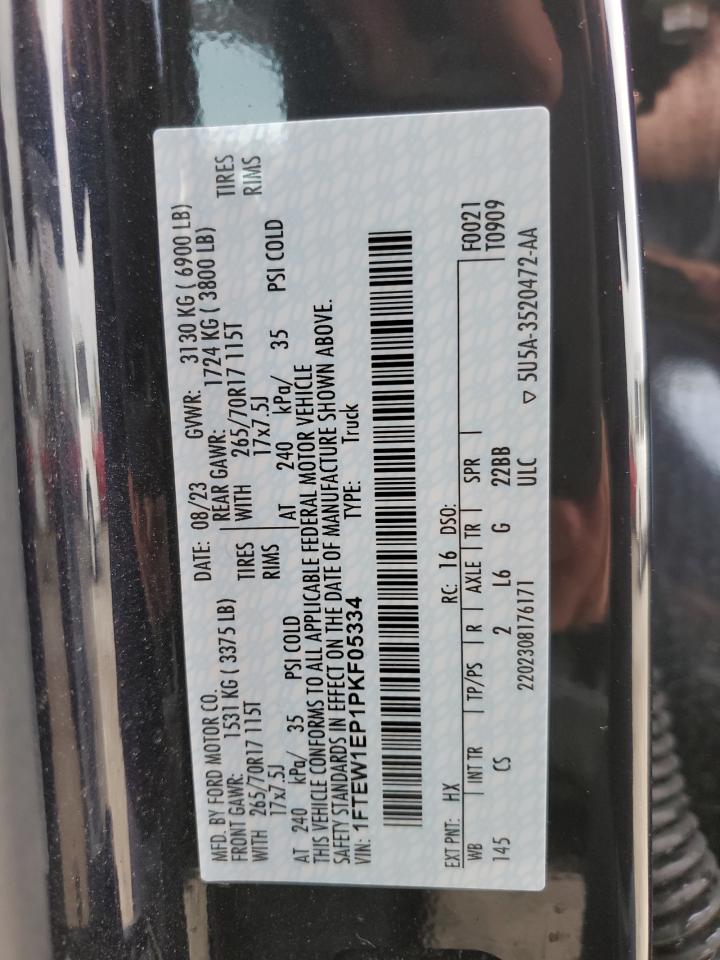 MFD. BY FORD MOTOR CO.
DATE: 08/23 GVWR: 3130 KG ( 6900 LB)
FRONT GAWR: 1531 KG ( 3375 LB)
REAR GAWR: 1724 KG ( 3800 LB)
WITH 265/70R17 115T TIRES
WITH 265/70R17 115T TIRES
17x7.5J RIMS
17x7.5J RIMS
AT 240 kPa/ 35 PSI COLD
AT 240 kPa/ 35 PSI COLD
THIS VEHICLE CONFORMS TO ALL APPLICABLE FEDERAL MOTOR VEHICLE
SAFETY STANDARDS IN EFFECT ON THE DATE OF MANUFACTURE SHOWN ABOVE.
VIN: 1FTEW1EP1PKF05334 TYPE: Truck
EXT PNT: HX RC: 16 DSO: F0021
WB INT TR TP/PS R AXLE TR SPR T0909
145 CS 2 L6 G 22BB
2202308176171 ULC ▽ 5U5A-3520472-AA